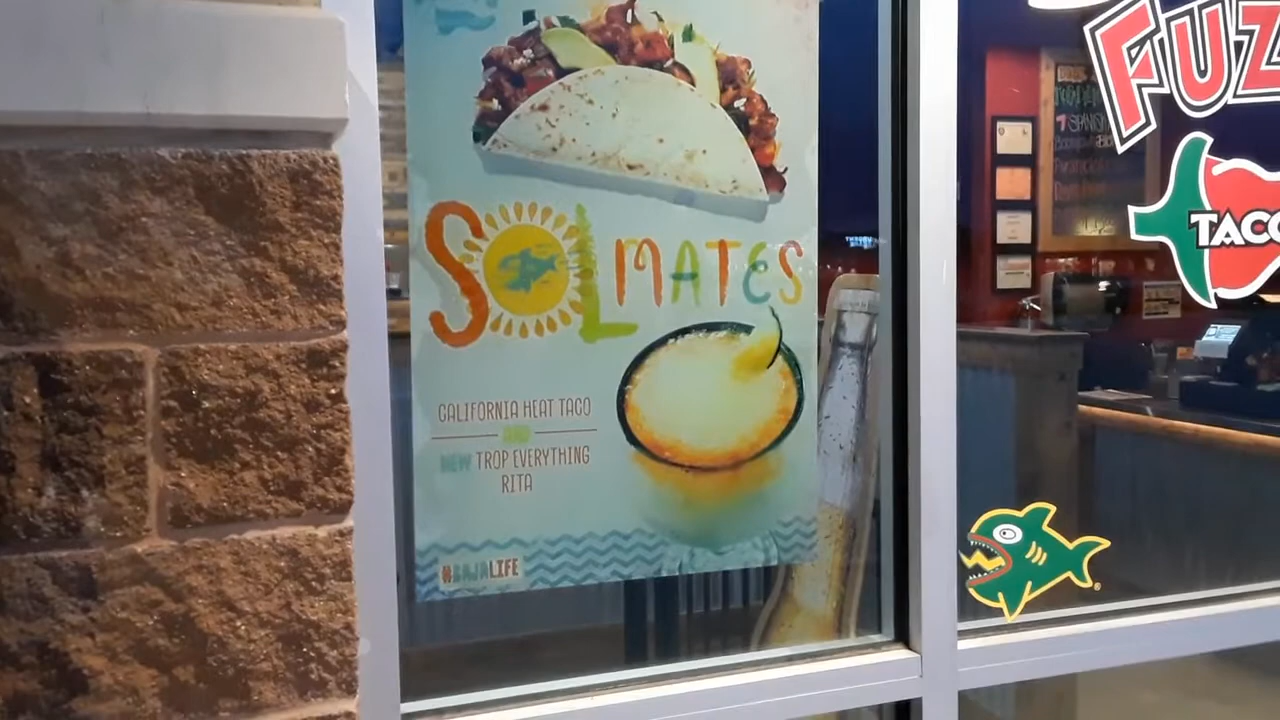 SOLMATES
CALIFORNIA HEAT TACO
AND
NEW TROP EVERYTHING
RITA
#BAJALIFE
FUZ
TACO